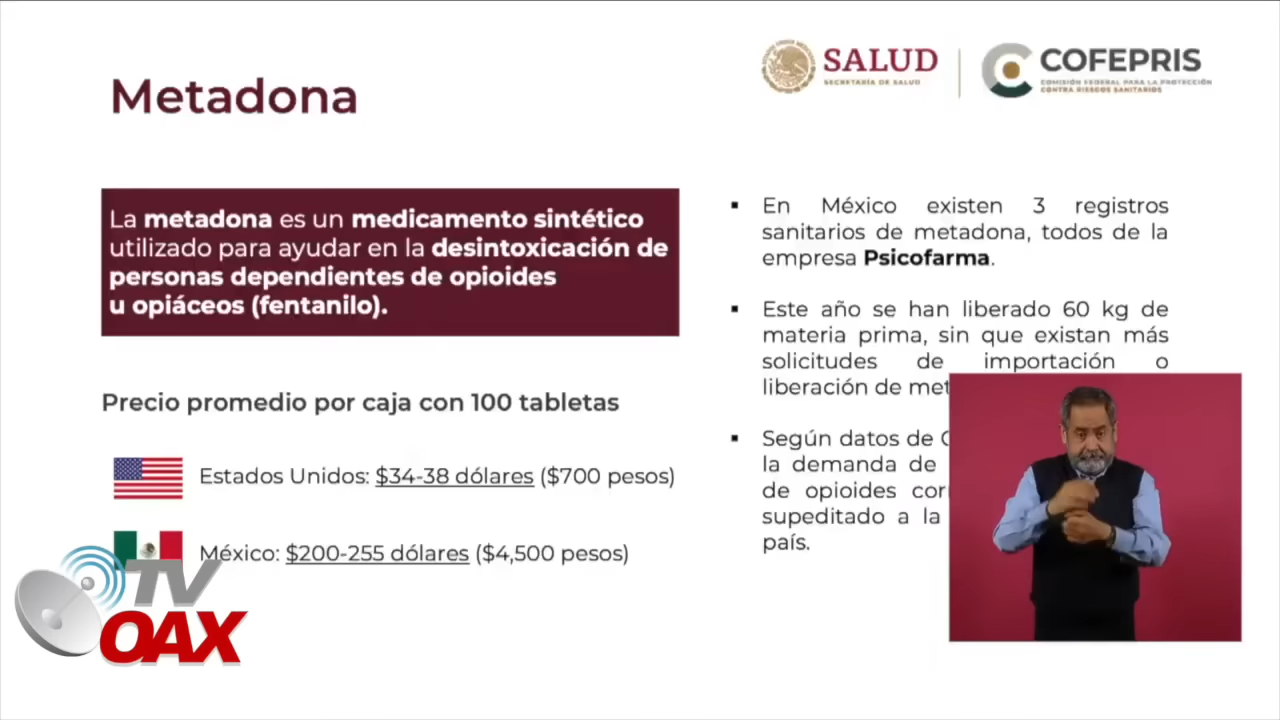 Metadona
SALUD
SECRETARÍA DE SALUD
COFEPRIS
COMISIÓN FEDERAL PARA LA PROTECCIÓN
CONTRA RIESGOS SANITARIOS
La metadona es un medicamento sintético
utilizado para ayudar en la desintoxicación de
personas dependientes de opioides
u opiáceos (fentanilo).
Precio promedio por caja con 100 tabletas
Estados Unidos: $34-38 dólares ($700 pesos)
México: $200-255 dólares ($4,500 pesos)
En México existen 3 registros
sanitarios de metadona, todos de la
empresa Psicofarma.
Este año se han liberado 60 kg de
materia prima, sin que existan más
solicitudes de importación o
liberación de
Según datos de
la demanda de
de opioides
supeditado a la
país.
TV
OAX